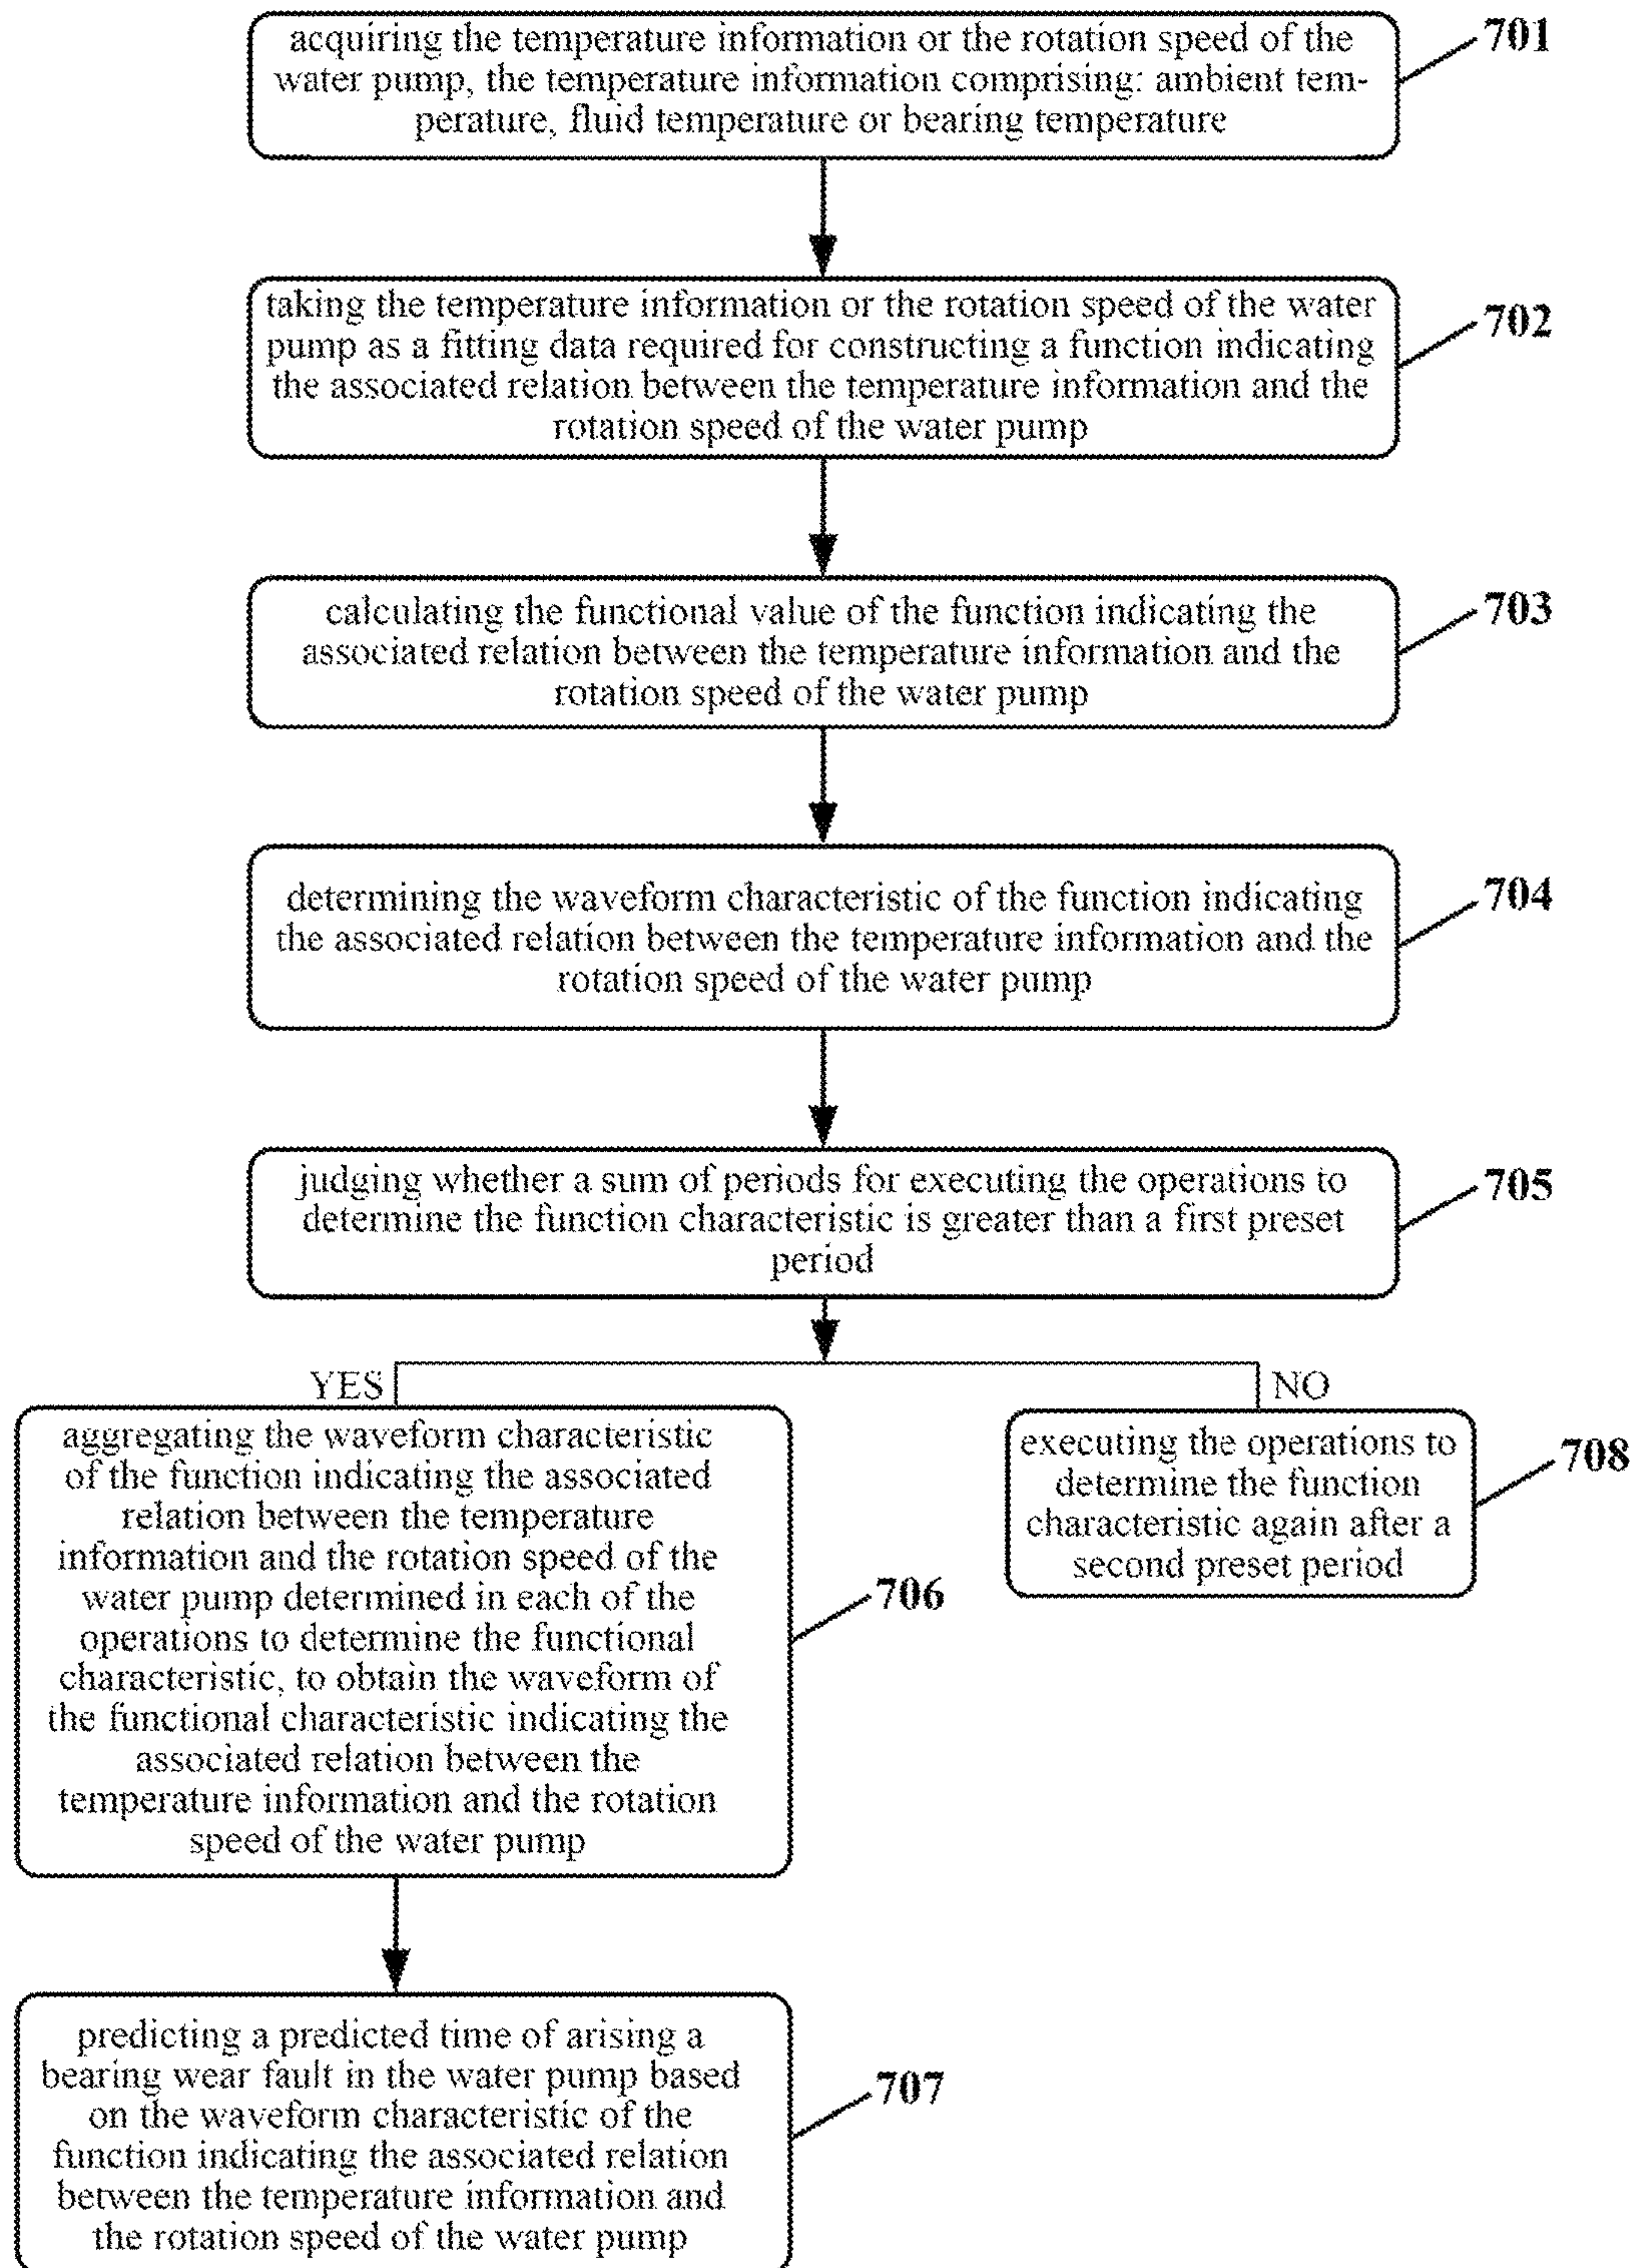 acquiring the temperature information or the rotation speed of the
water pump, the temperature information comprising: ambient tem-
perature, fluid temperature or bearing temperature
701
taking the temperature information or the rotation speed of the water
pump as a fitting data required for constructing a function indicating
the associated relation between the temperature information and the
rotation speed of the water pump
702
calculating the functional value of the function indicating the
associated relation between the temperature information and the
rotation speed of the water pump
703
determining the waveform characteristic of the function indicating
the associated relation between the temperature information and the
rotation speed of the water pump
704
judging whether a sum of periods for executing the operations to
determine the function characteristic is greater than a first preset
period
705
YES
NO
aggregating the waveform characteristic
of the function indicating the associated
relation between the temperature
information and the rotation speed of the
water pump determined in each of the
operations to determine the functional
characteristic, to obtain the waveform of
the functional characteristic indicating the
associated relation between the
temperature information and the rotation
speed of the water pump
706
executing the operations to
determine the function
characteristic again after a
second preset period
708
predicting a predicted time of arising a
bearing wear fault in the water pump based
on the waveform characteristic of the
function indicating the associated relation
between the temperature information and
the rotation speed of the water pump
707